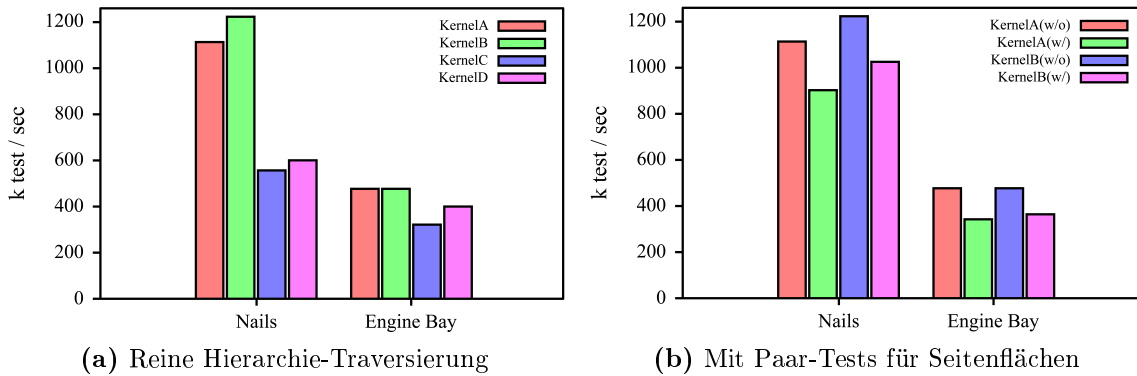 1200
1000
800
600
400
200
0
k test / sec
KernelA
KernelB
KernelC
KernelD
Nails
Engine Bay
(a) Reine Hierarchie-Traversierung
1200
1000
800
600
400
200
0
k test / sec
KernelA(w/o)
KernelA(w/)
KernelB(w/o)
KernelB(w/)
Nails
Engine Bay
(b) Mit Paar-Tests für Seitenflächen